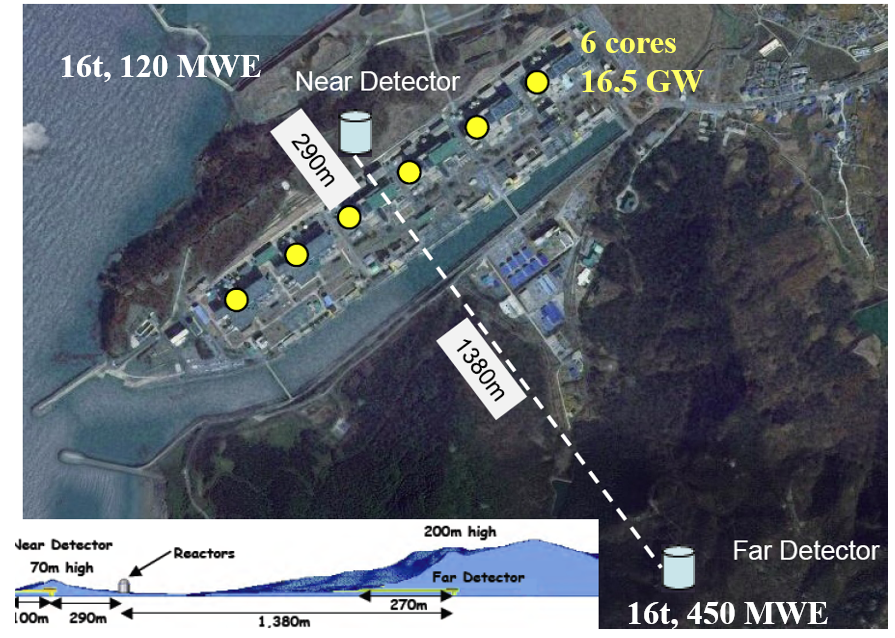 16t, 120 MWE
Near Detector
6 cores
16.5 GW
290m
1380m
Near Detector
70m high
Reactors
200m high
Far Detector
270m
100m
290m
1,380m
Far Detector
16t, 450 MWE